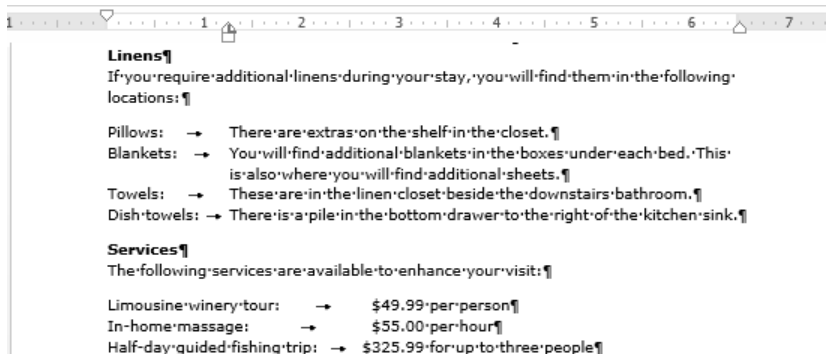 1 1 2 3 4 5 6 7
Linens¶
If·you·require·additional·linens·during·your·stay,·you·will·find·them·in·the·following·
locations:¶
Pillows: → There·are·extras·on·the·shelf·in·the·closet.¶
Blankets: → You·will·find·additional·blankets·in·the·boxes·under·each·bed.·This·
is·also·where·you·will·find·additional·sheets.¶
Towels: → These·are·in·the·linen·closet·beside·the·downstairs·bathroom.¶
Dish·towels: → There·is·a·pile·in·the·bottom·drawer·to·the·right·of·the·kitchen·sink.¶
Services¶
The·following·services·are·available·to·enhance·your·visit:¶
Limousine·winery·tour: → $49.99·per·person¶
In-home·massage: → $55.00·per·hour¶
Half-day·guided·fishing·trip: → $325.99·for·up·to·three·people¶